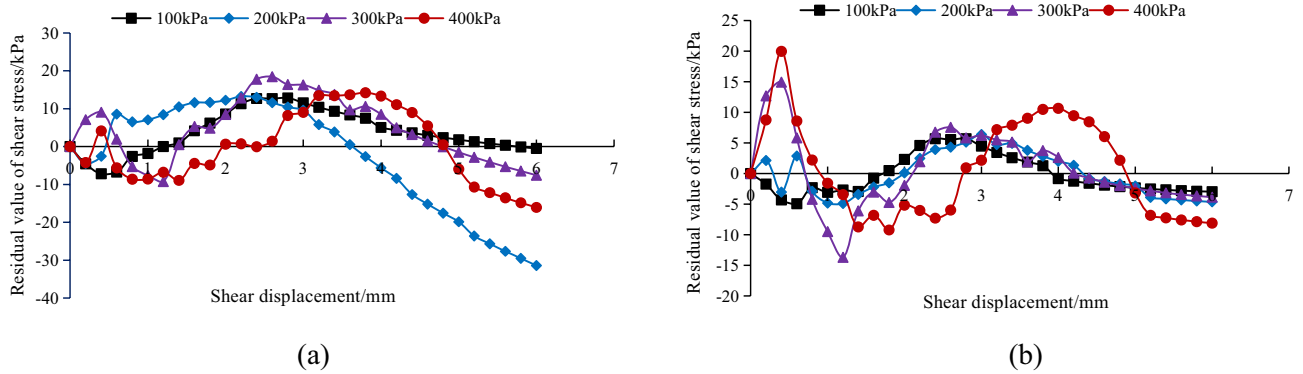 100kPa 200kPa 300kPa 400kPa
30
20
10
0
-10
-20
-30
-40
0 1 2 3 4 5 6 7
Residual value of shear stress/kPa
Shear displacement/mm
(a)
100kPa 200kPa 300kPa 400kPa
25
20
15
10
5
0
-5
-10
-15
-20
0 1 2 3 4 5 6 7
Residual value of shear stress/kPa
Shear displacement/mm
(b)